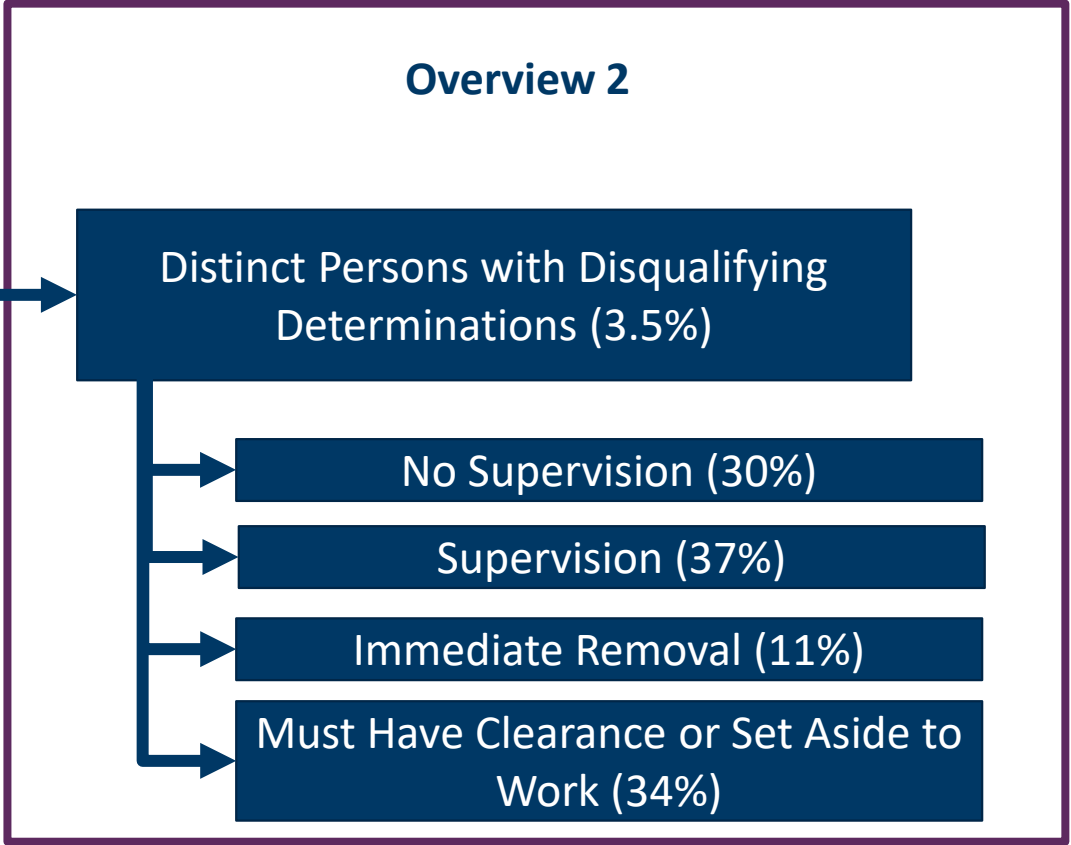 Overview 2
Distinct Persons with Disqualifying
Determinations (3.5%)
No Supervision (30%)
Supervision (37%)
Immediate Removal (11%)
Must Have Clearance or Set Aside to
Work (34%)